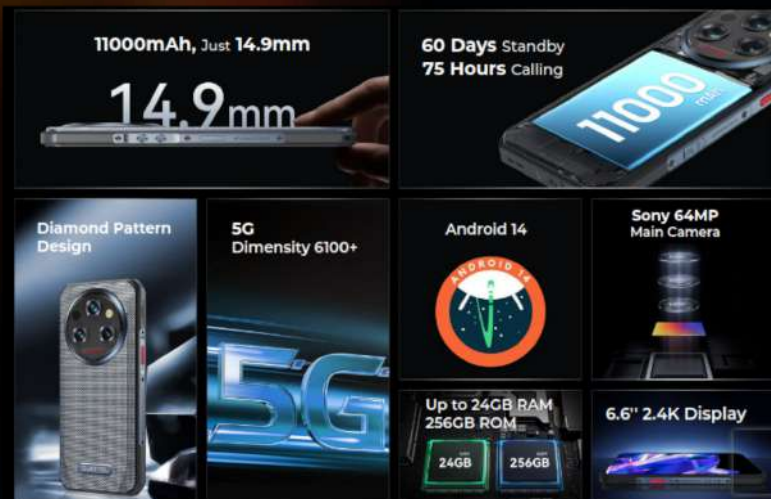 11000mAh, Just 14.9mm
14.9mm
60 Days Standby
75 Hours Calling
11000
mAh
Diamond Pattern
Design
5G
Dimensity 6100+
5G
Android 14
ANDROID 14
Sony 64MP
Main Camera
Up to 24GB RAM
256GB ROM
24GB
256GB
6.6'' 2.4K Display